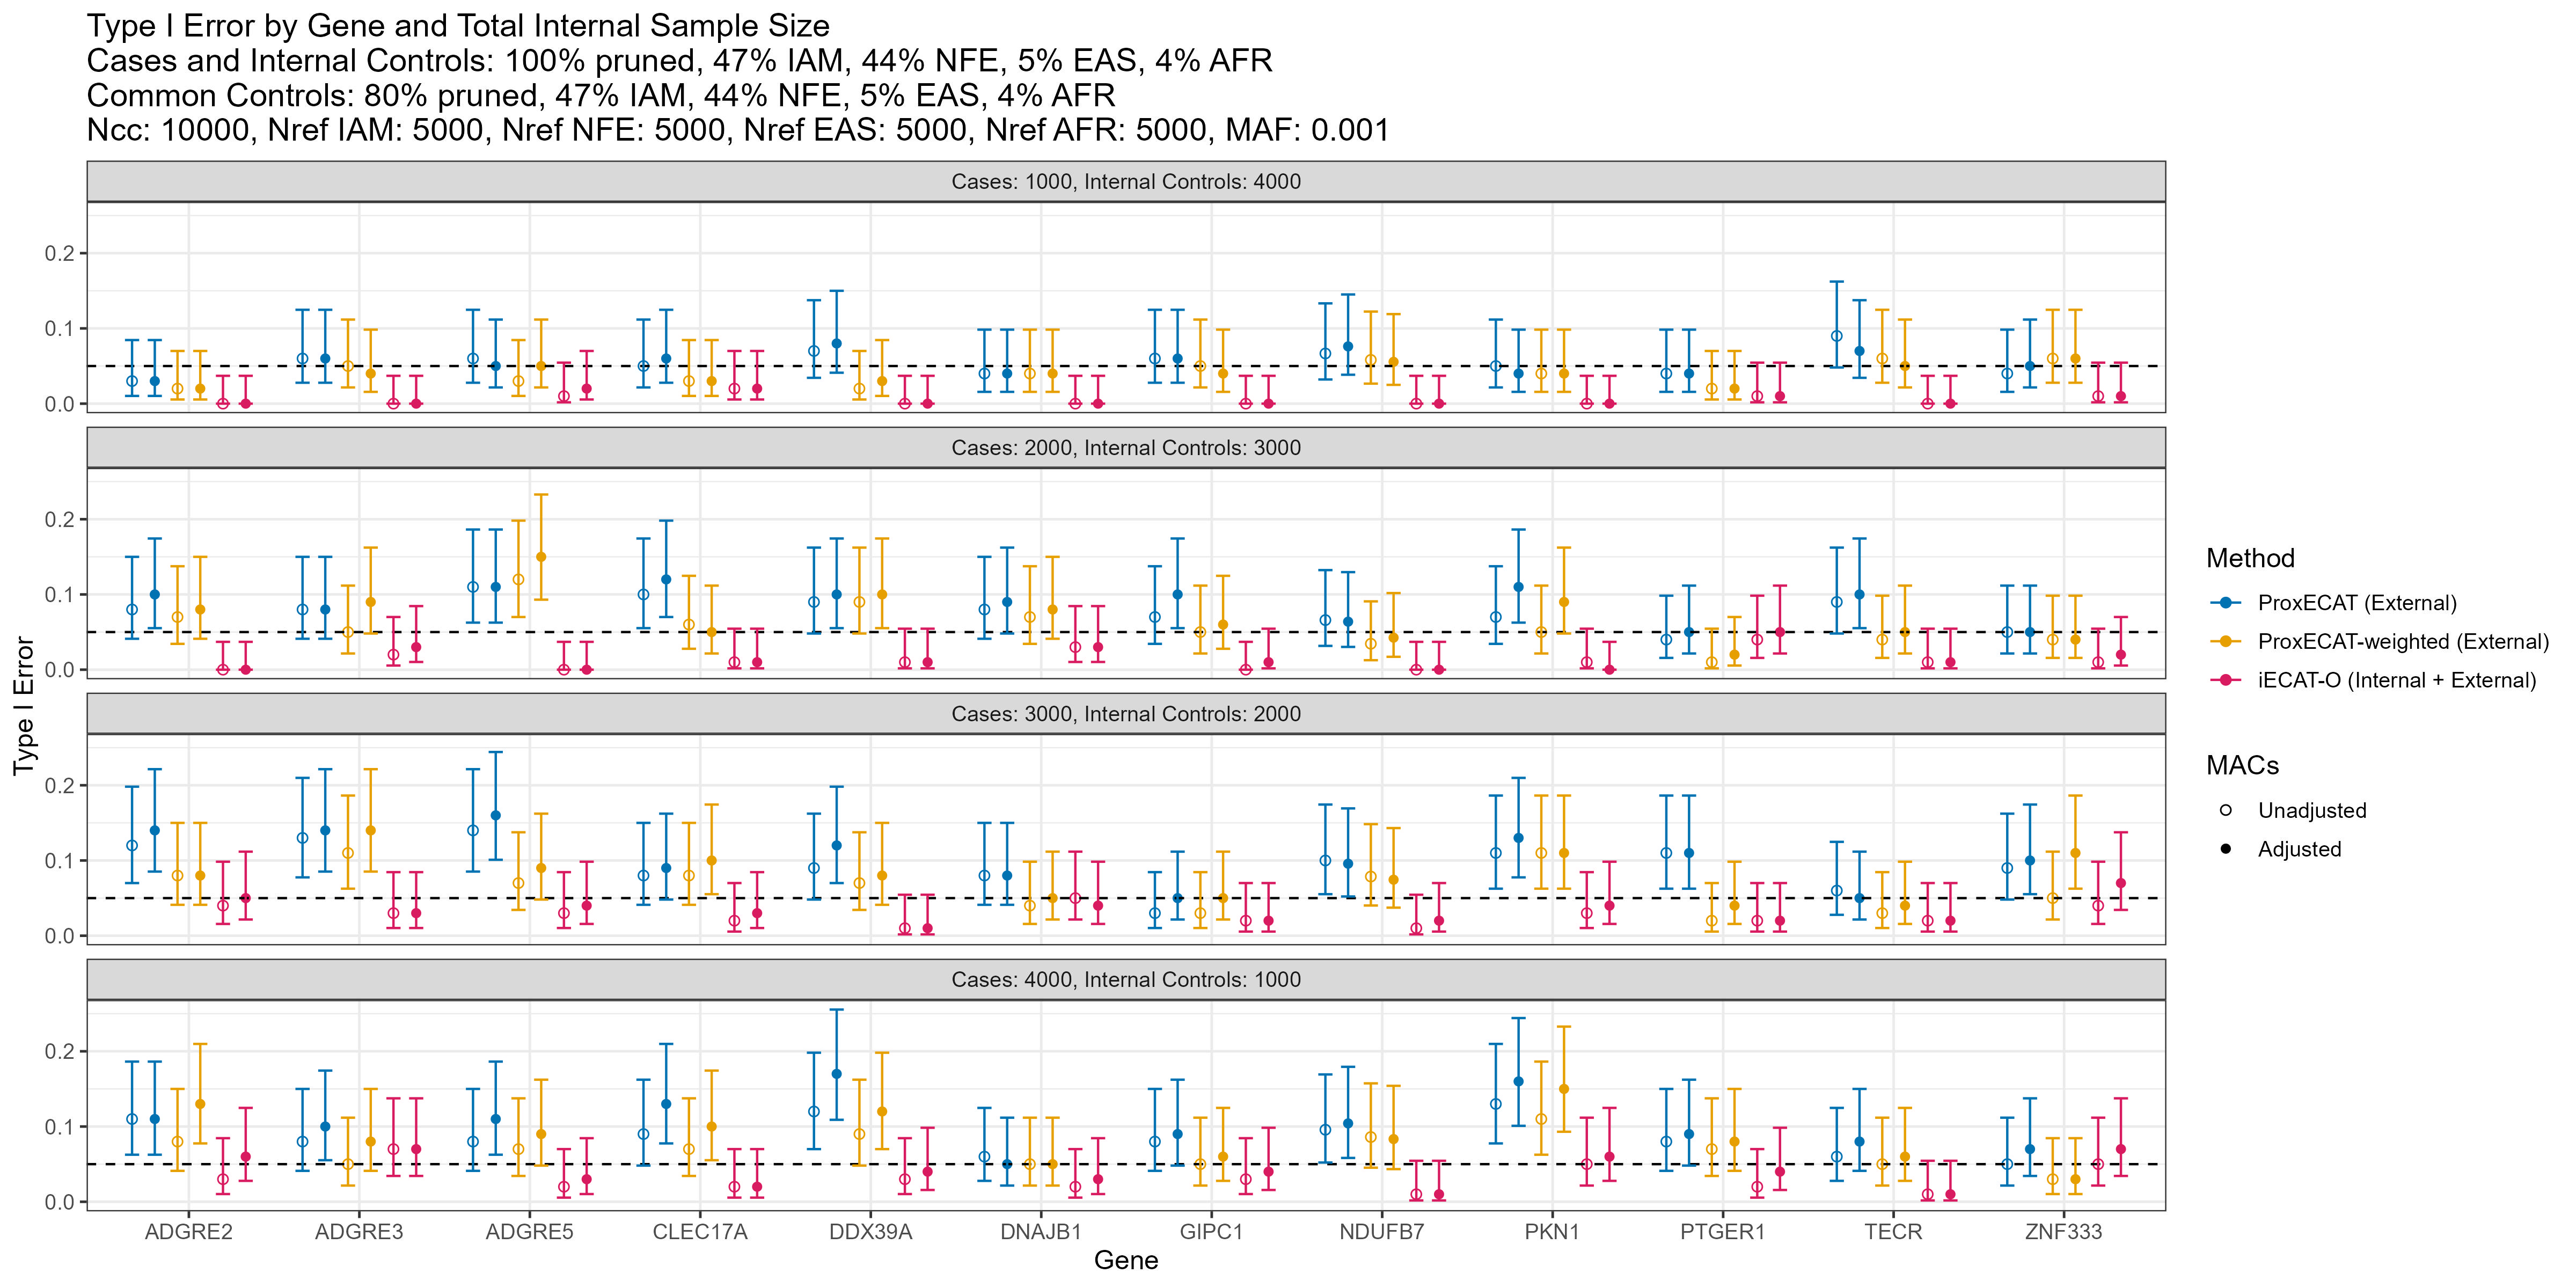 Type I Error by Gene and Total Internal Sample Size
Cases and Internal Controls: 100% pruned, 47% IAM, 44% NFE, 5% EAS, 4% AFR
Common Controls: 80% pruned, 47% IAM, 44% NFE, 5% EAS, 4% AFR
Ncc: 10000, Nref IAM: 5000, Nref NFE: 5000, Nref EAS: 5000, Nref AFR: 5000, MAF: 0.001
Cases: 1000, Internal Controls: 4000
0.2
0.1
0.0
Cases: 2000, Internal Controls: 3000
0.2
0.1
0.0
Cases: 3000, Internal Controls: 2000
0.2
0.1
0.0
Cases: 4000, Internal Controls: 1000
0.2
0.1
0.0
Type I Error
ADGRE2 ADGRE3 ADGRE5 CLEC17A DDX39A DNAJB1 GIPC1 NDUFB7 PKN1 PTGER1 TECR ZNF333
Gene
Method
ProxECAT (External)
ProxECAT-weighted (External)
iECAT-O (Internal + External)
MACs
Unadjusted
Adjusted